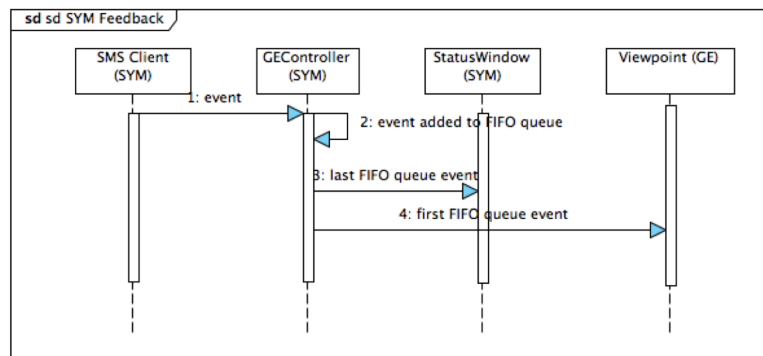 sd sd SYM Feedback
SMS Client
(SYM)
GEController
(SYM)
StatusWindow
(SYM)
Viewpoint (GE)
1: event
2: event added to FIFO queue
3: last FIFO queue event
4: first FIFO queue event